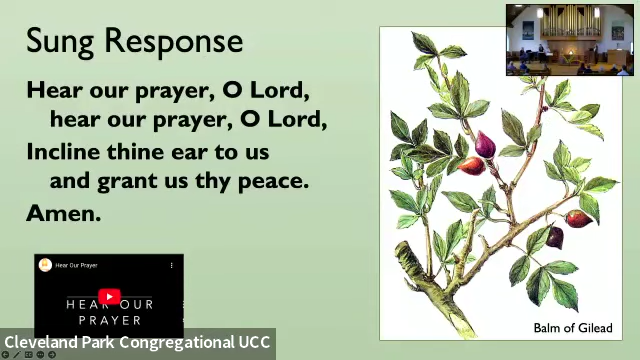 Sung Response
Hear our prayer, O Lord,
hear our prayer, O Lord,
Incline thine ear to us
and grant us thy peace.
Amen.
Hear Our Prayer
HEAR OUR
PRAYER
Balm of Gilead
Cleveland Park Congregational UCC